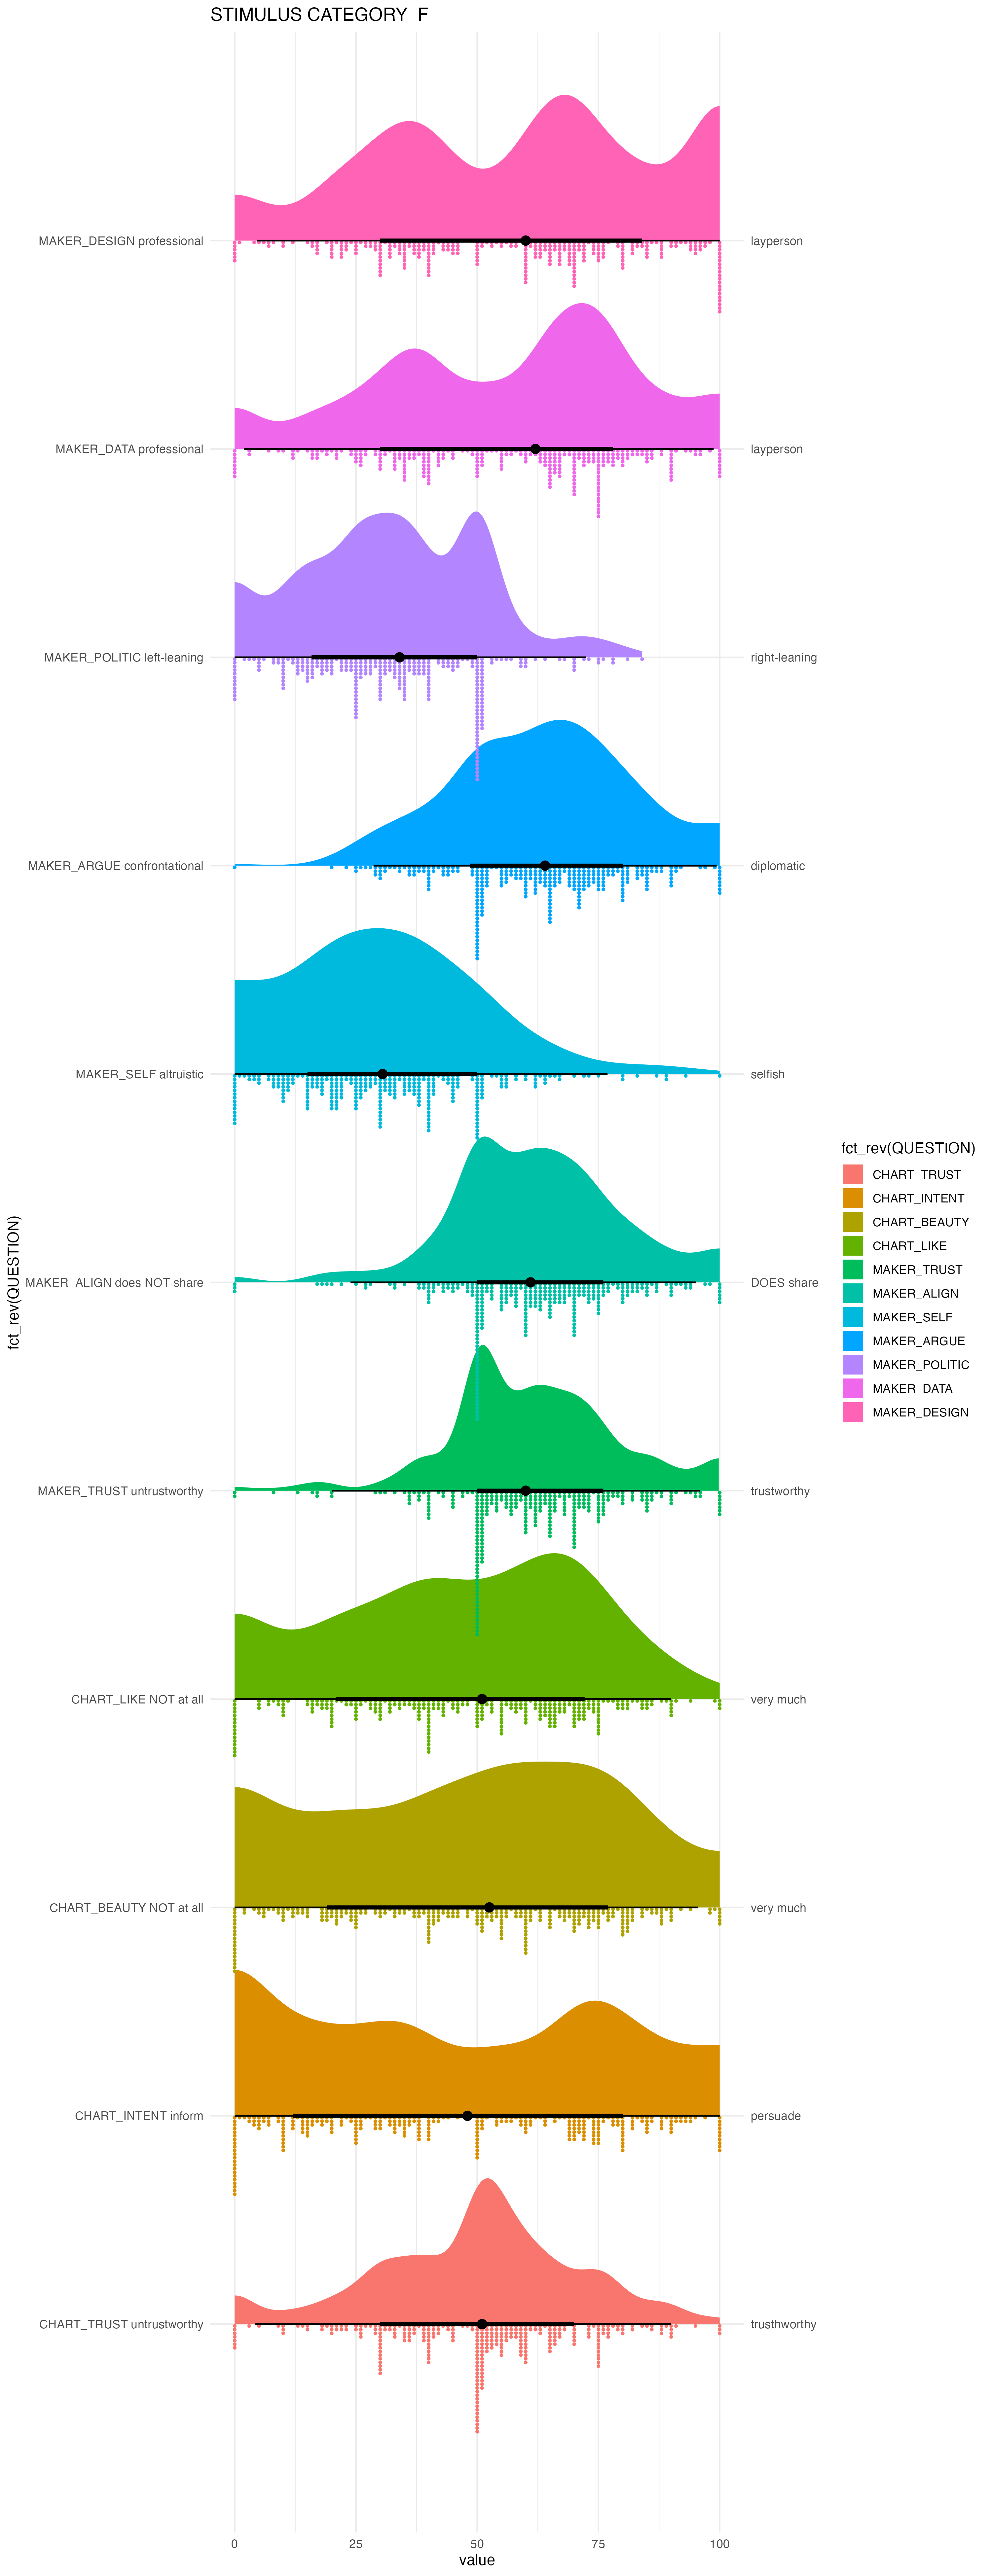 STIMULUS CATEGORY  F
MAKER_DESIGN professional
layperson
MAKER_DATA professional
layperson
MAKER_POLITIC left-leaning
right-leaning
MAKER_ARGUE confrontational
diplomatic
MAKER_SELF altruistic
selfish
MAKER_ALIGN does NOT share
DOES share
MAKER_TRUST untrustworthy
trustworthy
CHART_LIKE NOT at all
very much
CHART_BEAUTY NOT at all
very much
CHART_INTENT inform
persuade
CHART_TRUST untrustworthy
trusthworthy
0 25 50 75 100
value
fct_rev(QUESTION)
fct_rev(QUESTION)
CHART_TRUST
CHART_INTENT
CHART_BEAUTY
CHART_LIKE
MAKER_TRUST
MAKER_ALIGN
MAKER_SELF
MAKER_ARGUE
MAKER_POLITIC
MAKER_DATA
MAKER_DESIGN